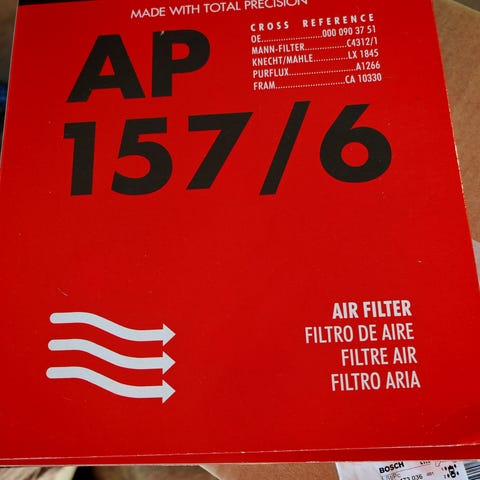 MADE WITH TOTAL PRECISION
AP
157/6
CROSS REFERENCE
OE....................000 090 37 51
MANN-FILTER.............C4312/1
KNECHT/MAHLE...........LX 1845
PURFLUX......................A1266
FRAM.......................CA 10330
AIR FILTER
FILTRO DE AIRE
FILTRE AIR
FILTRO ARIA
BOSCH